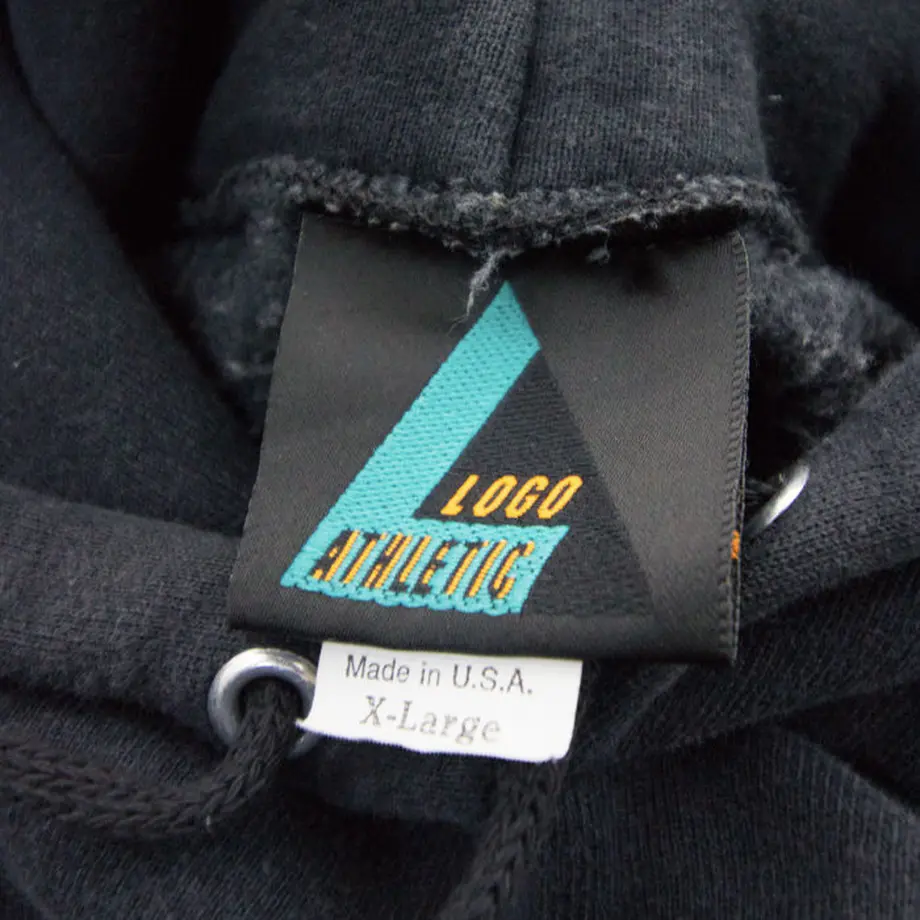 LOGO
ATHLETIC
Made in U.S.A.
X-Large